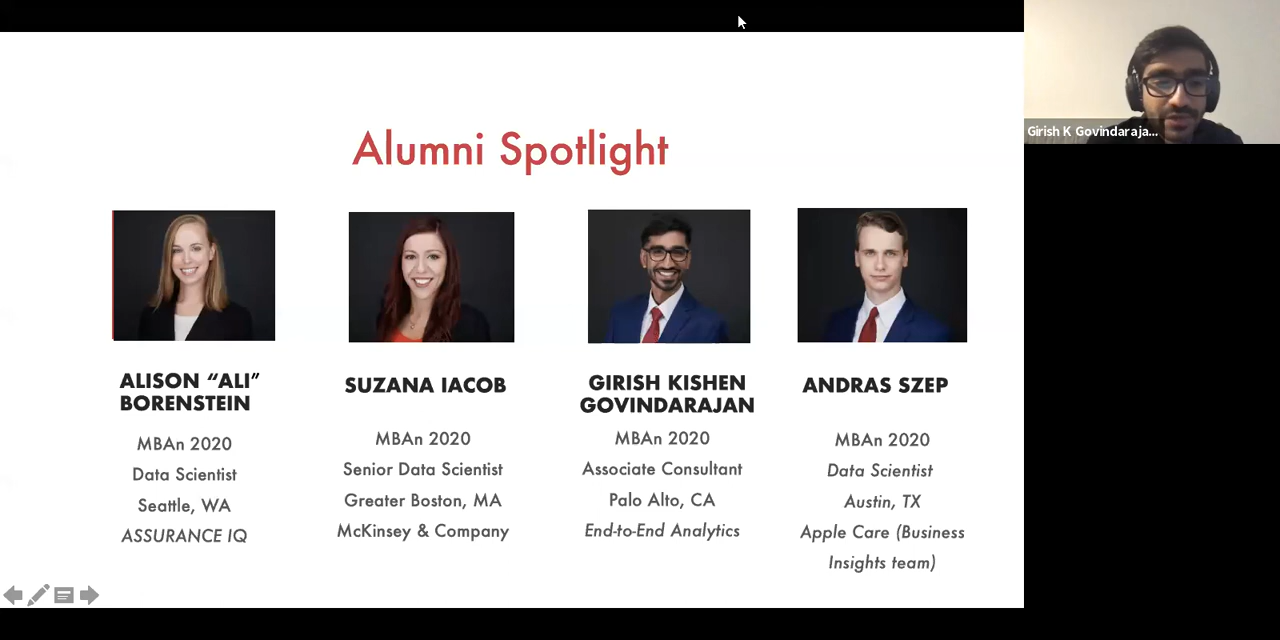 Alumni Spotlight
Girish K Govindaraja...
ALISON “ALI”
BORENSTEIN
MBAn 2020
Data Scientist
Seattle, WA
ASSURANCE IQ
SUZANA IACOB
MBAn 2020
Senior Data Scientist
Greater Boston, MA
McKinsey & Company
GIRISH KISHEN
GOVINDARAJAN
MBAn 2020
Associate Consultant
Palo Alto, CA
End-to-End Analytics
ANDRAS SZEP
MBAn 2020
Data Scientist
Austin, TX
Apple Care (Business
Insights team)